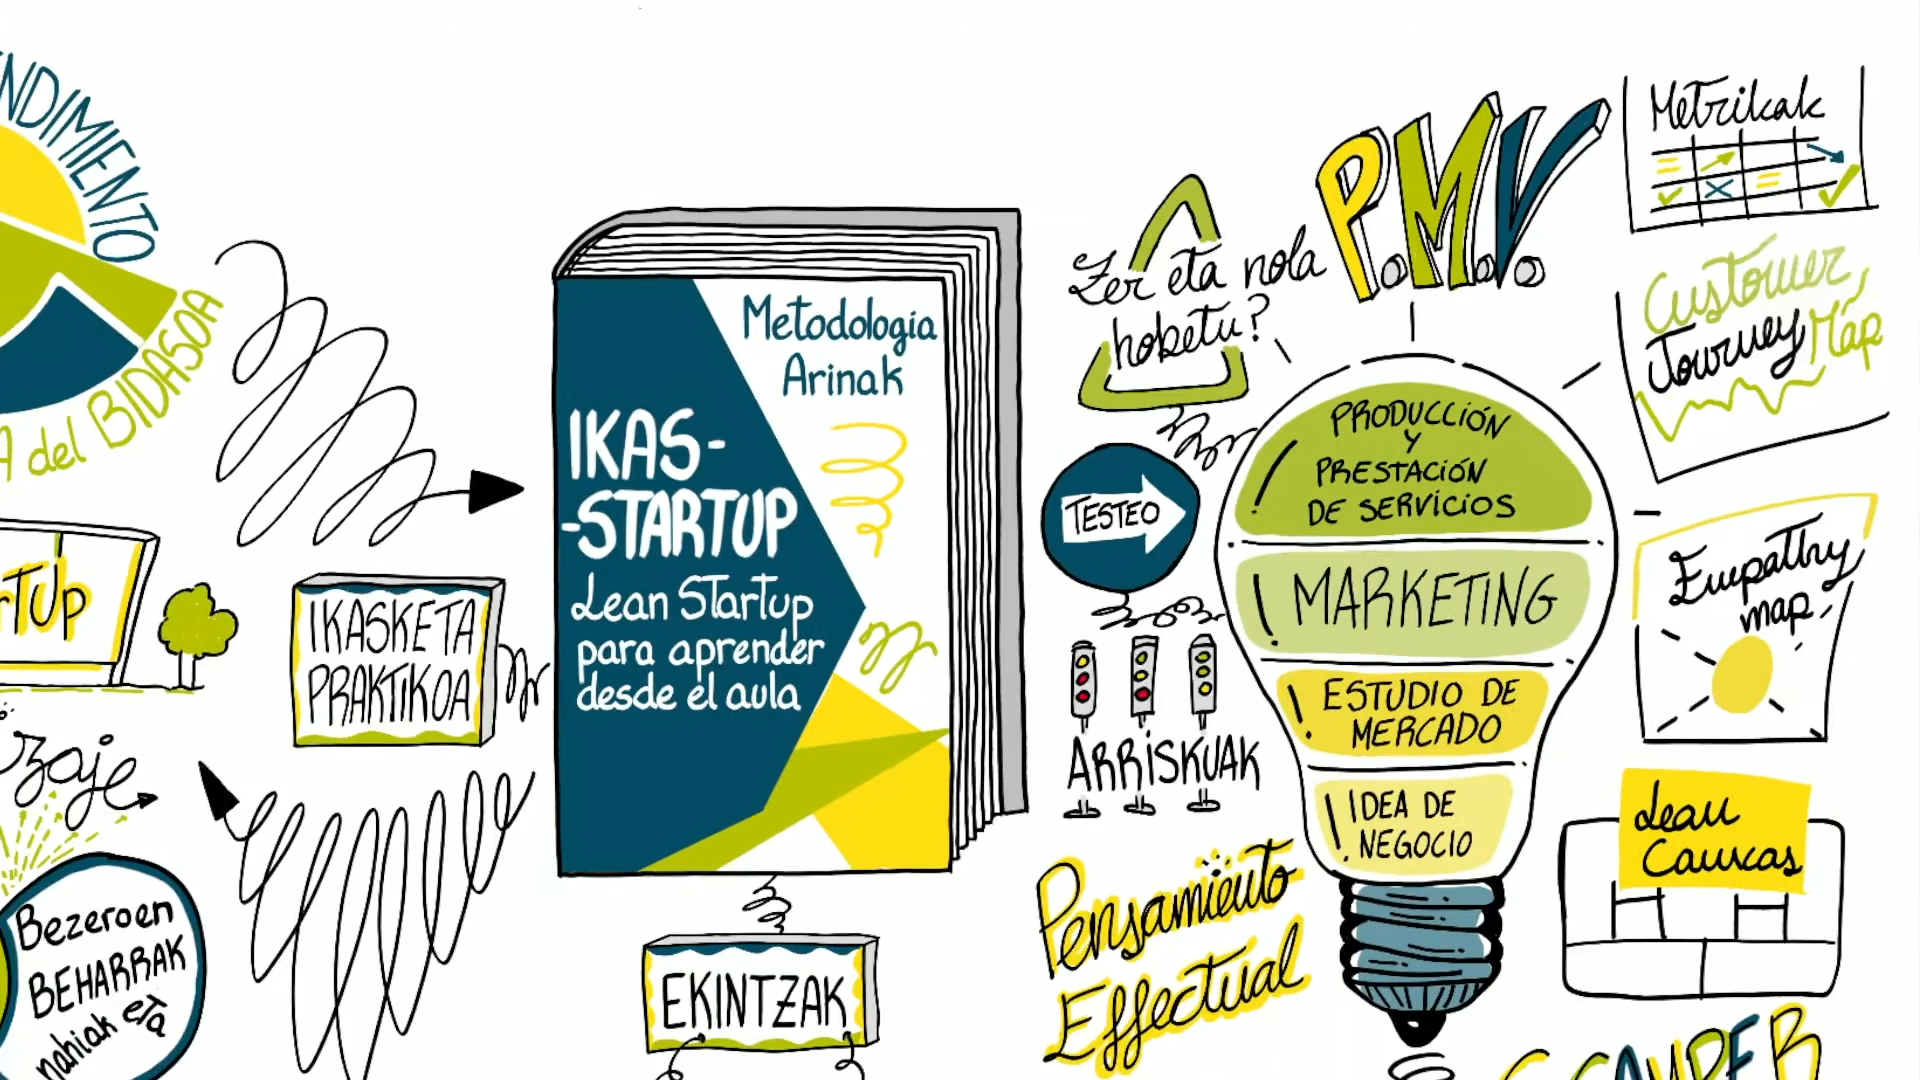 NDIMIENTO
A del BIDASOA
rTUp
zaje
Bezeroen
BEHARRAK
nahiak eta
IKASKETA
PRAKTIKOA
Metodologia
Arinak
IKAS-
-STARTUP
Lean Startup
para aprender
desde el aula
EKINTZAK
Zer eta nola
hobetu?
TESTEO
ARRISKUAK
Pensamiento
Effectual
P.M.V.
PRODUCCIÓN
Y
PRESTACIÓN
DE SERVICIOS
MARKETING
ESTUDIO DE
MERCADO
IDEA DE
NEGOCIO
Metrikak
Customer
Journey Map
Empathy
map
Lean
Canvas
SCAMPER